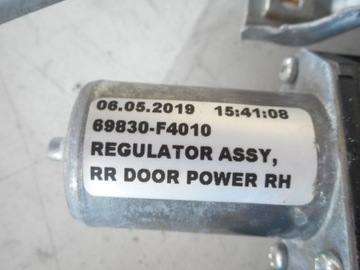 06.05.2019 15:41:08
69830-F4010
REGULATOR ASSY,
RR DOOR POWER RH